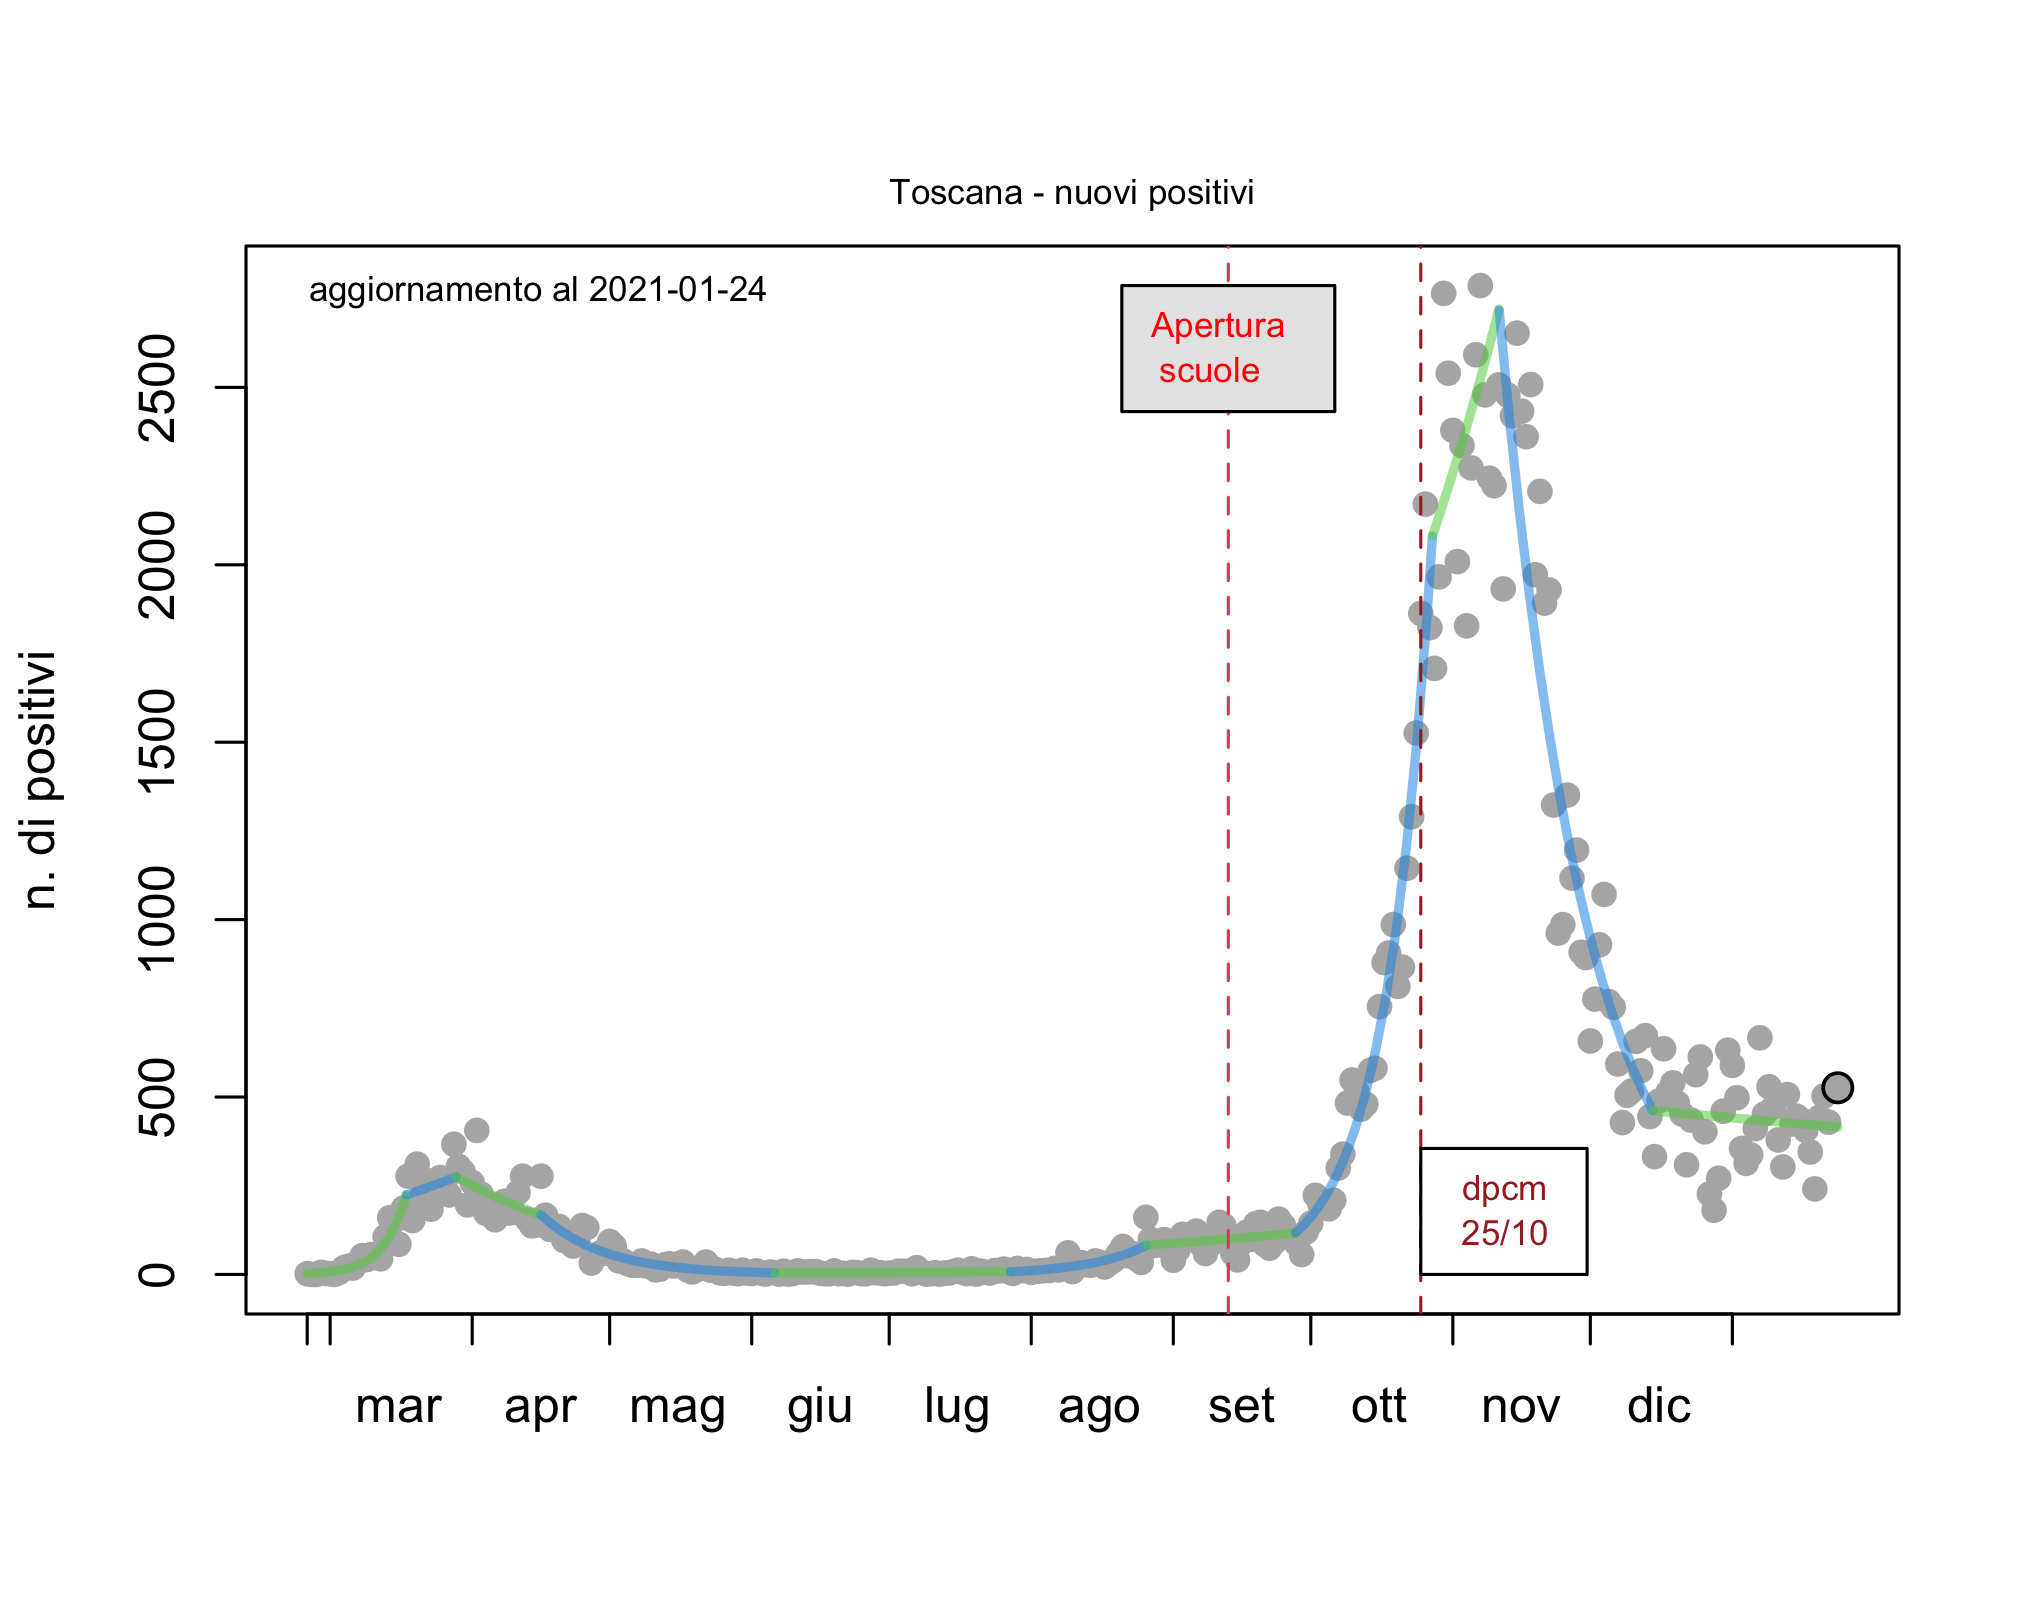 Toscana - nuovi positivi
aggiornamento al 2021-01-24
Apertura
scuole
n. di positivi
2500
2000
1500
1000
500
0
dpcm
25/10
mar apr mag giu lug ago set ott nov dic